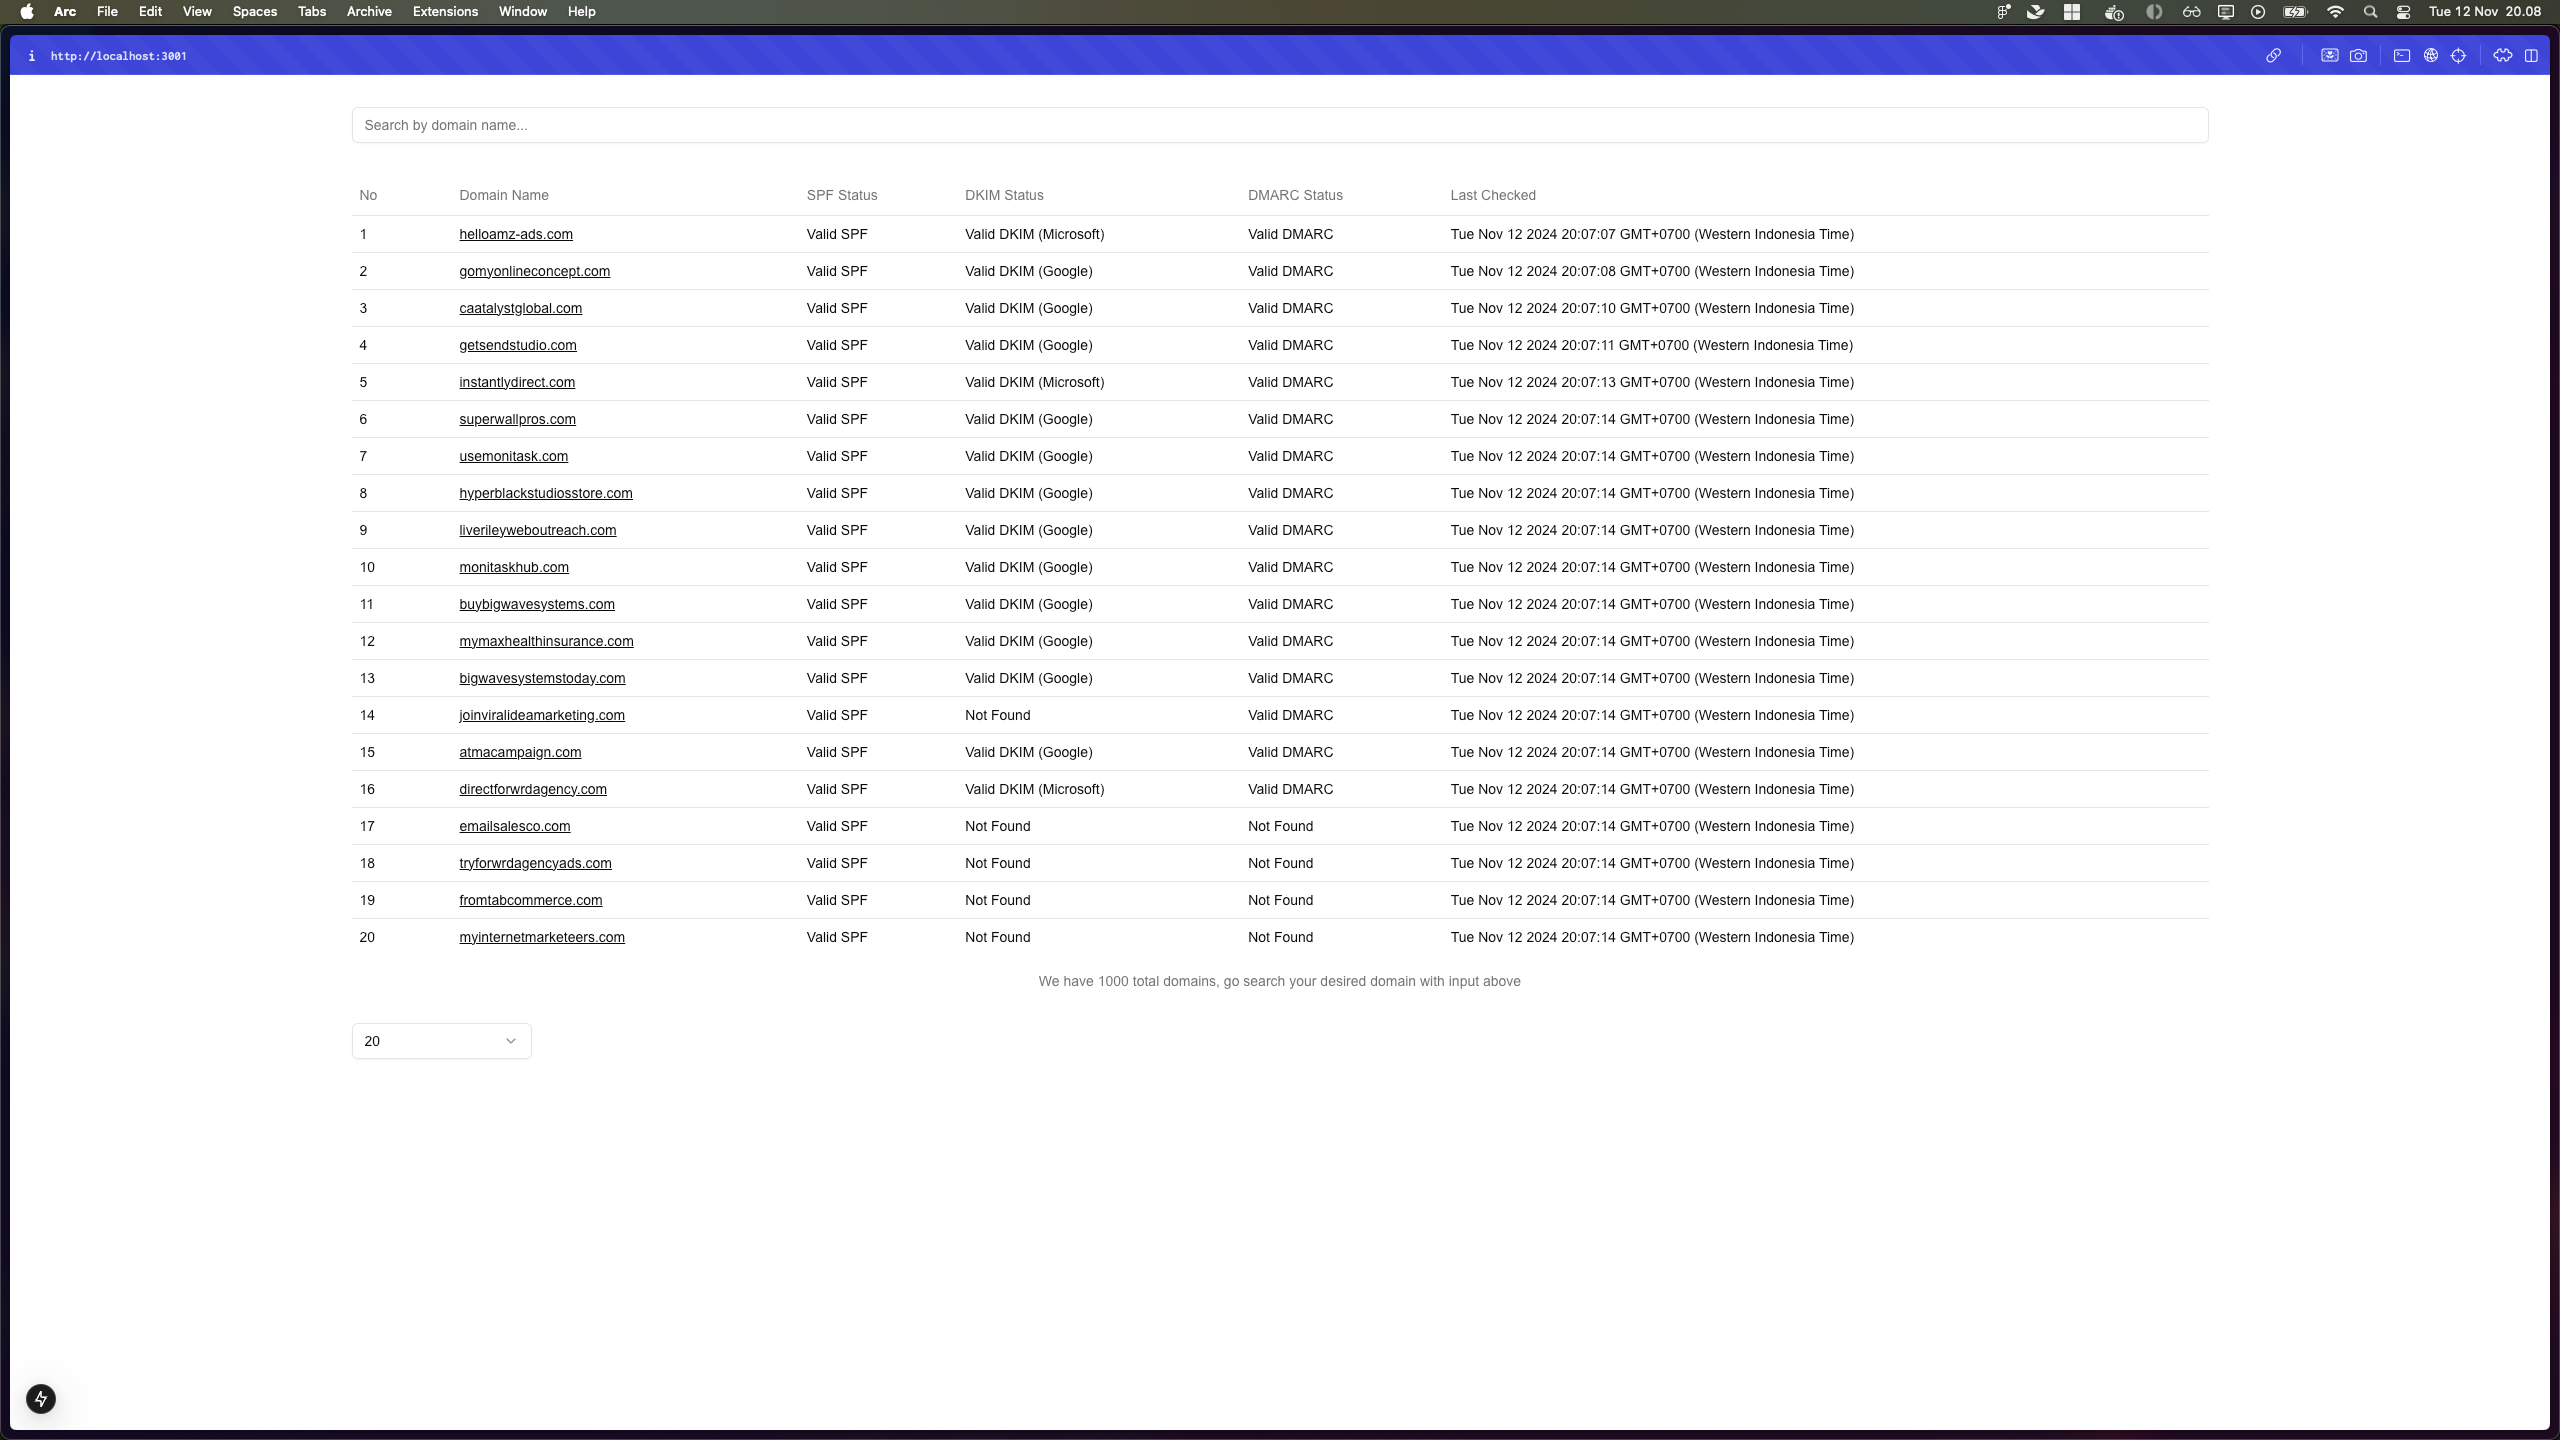 Arc File Edit View Spaces Tabs Archive Extensions Window Help Tue 12 Nov 20.08
http://localhost:3001
Search by domain name...
No Domain Name SPF Status DKIM Status DMARC Status Last Checked
1 helloamz-ads.com Valid SPF Valid DKIM (Microsoft) Valid DMARC Tue Nov 12 2024 20:07:07 GMT+0700 (Western Indonesia Time)
2 gomyonlineconcept.com Valid SPF Valid DKIM (Google) Valid DMARC Tue Nov 12 2024 20:07:08 GMT+0700 (Western Indonesia Time)
3 caatalystglobal.com Valid SPF Valid DKIM (Google) Valid DMARC Tue Nov 12 2024 20:07:10 GMT+0700 (Western Indonesia Time)
4 getsendstudio.com Valid SPF Valid DKIM (Google) Valid DMARC Tue Nov 12 2024 20:07:11 GMT+0700 (Western Indonesia Time)
5 instantlydirect.com Valid SPF Valid DKIM (Microsoft) Valid DMARC Tue Nov 12 2024 20:07:13 GMT+0700 (Western Indonesia Time)
6 superwallpros.com Valid SPF Valid DKIM (Google) Valid DMARC Tue Nov 12 2024 20:07:14 GMT+0700 (Western Indonesia Time)
7 usemonitask.com Valid SPF Valid DKIM (Google) Valid DMARC Tue Nov 12 2024 20:07:14 GMT+0700 (Western Indonesia Time)
8 hyperblackstudiosstore.com Valid SPF Valid DKIM (Google) Valid DMARC Tue Nov 12 2024 20:07:14 GMT+0700 (Western Indonesia Time)
9 liverileyweboutreach.com Valid SPF Valid DKIM (Google) Valid DMARC Tue Nov 12 2024 20:07:14 GMT+0700 (Western Indonesia Time)
10 monitaskhub.com Valid SPF Valid DKIM (Google) Valid DMARC Tue Nov 12 2024 20:07:14 GMT+0700 (Western Indonesia Time)
11 buybigwavesystems.com Valid SPF Valid DKIM (Google) Valid DMARC Tue Nov 12 2024 20:07:14 GMT+0700 (Western Indonesia Time)
12 mymaxhealthinsurance.com Valid SPF Valid DKIM (Google) Valid DMARC Tue Nov 12 2024 20:07:14 GMT+0700 (Western Indonesia Time)
13 bigwavesystemstoday.com Valid SPF Valid DKIM (Google) Valid DMARC Tue Nov 12 2024 20:07:14 GMT+0700 (Western Indonesia Time)
14 joinviralideamarketing.com Valid SPF Not Found Valid DMARC Tue Nov 12 2024 20:07:14 GMT+0700 (Western Indonesia Time)
15 atmacampaign.com Valid SPF Valid DKIM (Google) Valid DMARC Tue Nov 12 2024 20:07:14 GMT+0700 (Western Indonesia Time)
16 directforwrdagency.com Valid SPF Valid DKIM (Microsoft) Valid DMARC Tue Nov 12 2024 20:07:14 GMT+0700 (Western Indonesia Time)
17 emailsalesco.com Valid SPF Not Found Not Found Tue Nov 12 2024 20:07:14 GMT+0700 (Western Indonesia Time)
18 tryforwrdagencyads.com Valid SPF Not Found Not Found Tue Nov 12 2024 20:07:14 GMT+0700 (Western Indonesia Time)
19 fromtabcommerce.com Valid SPF Not Found Not Found Tue Nov 12 2024 20:07:14 GMT+0700 (Western Indonesia Time)
20 myinternetmarketeers.com Valid SPF Not Found Not Found Tue Nov 12 2024 20:07:14 GMT+0700 (Western Indonesia Time)
We have 1000 total domains, go search your desired domain with input above
20